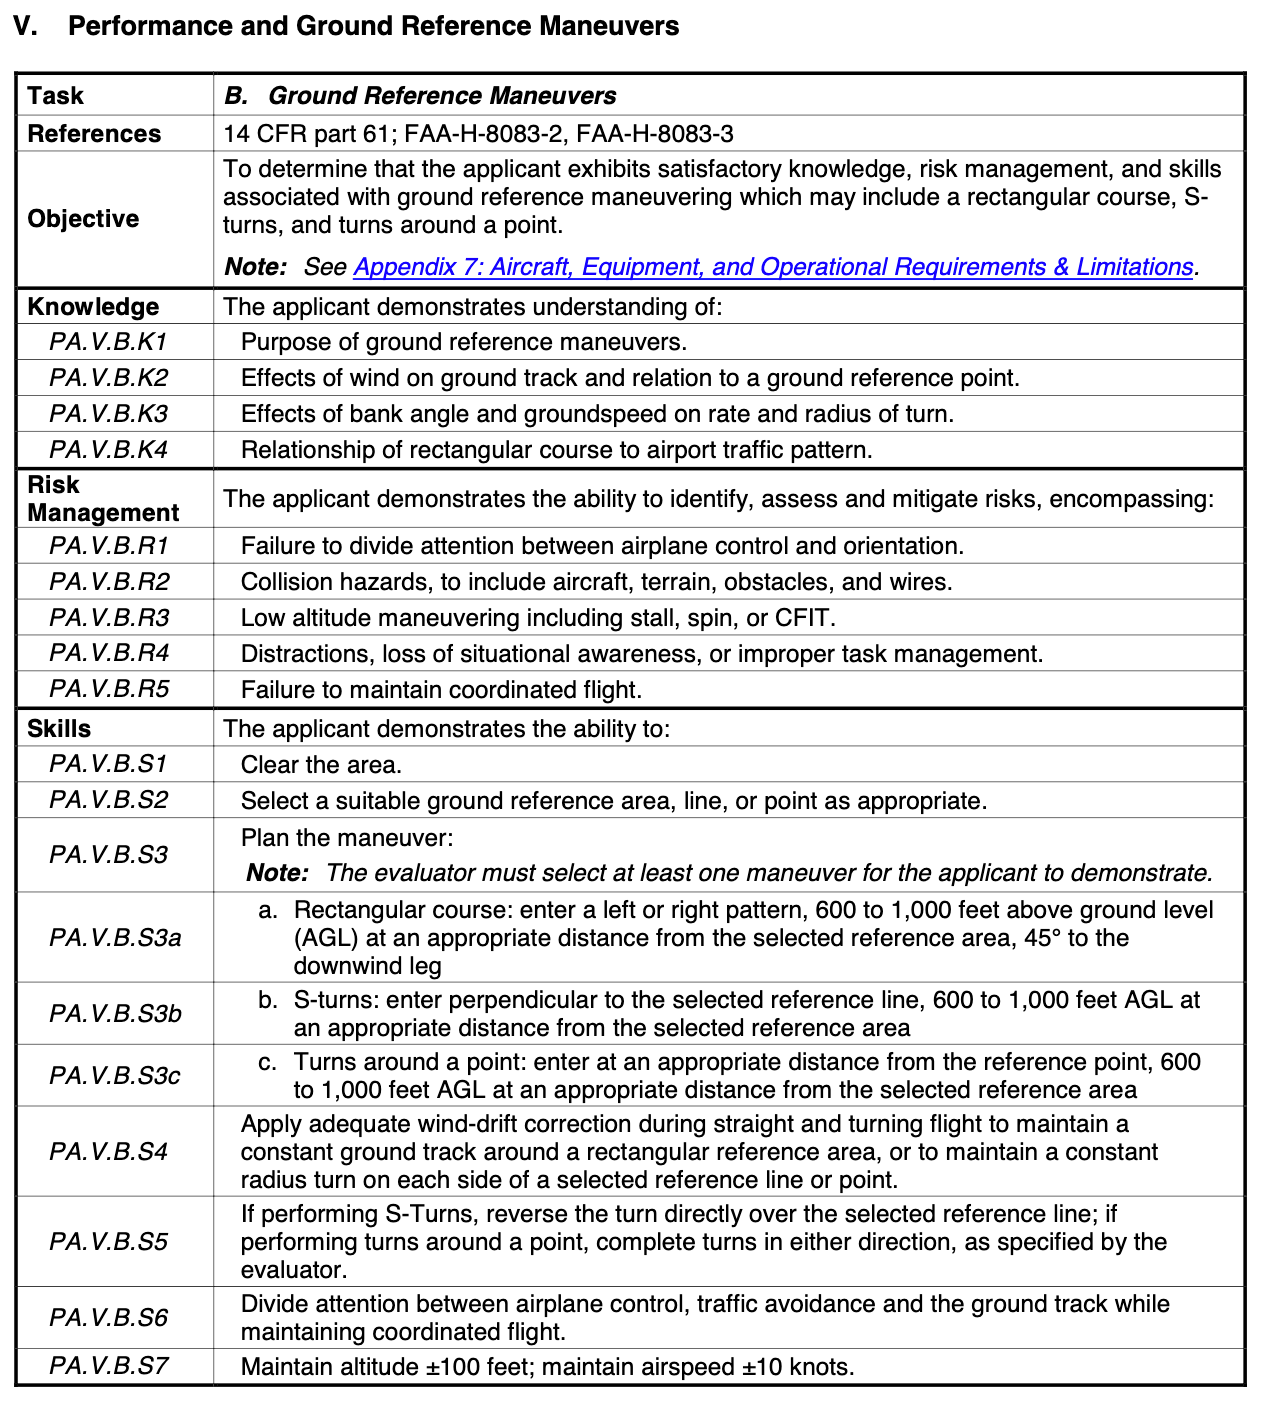 V. Performance and Ground Reference Maneuvers
Task B. Ground Reference Maneuvers
References 14 CFR part 61; FAA-H-8083-2, FAA-H-8083-3
Objective
To determine that the applicant exhibits satisfactory knowledge, risk management, and skills
associated with ground reference maneuvering which may include a rectangular course, S-
turns, and turns around a point.
Note: See Appendix 7: Aircraft, Equipment, and Operational Requirements & Limitations.
Knowledge The applicant demonstrates understanding of:
PA.V.B.K1 Purpose of ground reference maneuvers.
PA.V.B.K2 Effects of wind on ground track and relation to a ground reference point.
PA.V.B.K3 Effects of bank angle and groundspeed on rate and radius of turn.
PA.V.B.K4 Relationship of rectangular course to airport traffic pattern.
Risk
Management
The applicant demonstrates the ability to identify, assess and mitigate risks, encompassing:
PA.V.B.R1 Failure to divide attention between airplane control and orientation.
PA.V.B.R2 Collision hazards, to include aircraft, terrain, obstacles, and wires.
PA.V.B.R3 Low altitude maneuvering including stall, spin, or CFIT.
PA.V.B.R4 Distractions, loss of situational awareness, or improper task management.
PA.V.B.R5 Failure to maintain coordinated flight.
Skills The applicant demonstrates the ability to:
PA.V.B.S1 Clear the area.
PA.V.B.S2 Select a suitable ground reference area, line, or point as appropriate.
PA.V.B.S3
Plan the maneuver:
Note: The evaluator must select at least one maneuver for the applicant to demonstrate.
PA.V.B.S3a
a. Rectangular course: enter a left or right pattern, 600 to 1,000 feet above ground level
(AGL) at an appropriate distance from the selected reference area, 45° to the
downwind leg
PA.V.B.S3b
b. S-turns: enter perpendicular to the selected reference line, 600 to 1,000 feet AGL at
an appropriate distance from the selected reference area
PA.V.B.S3c
c. Turns around a point: enter at an appropriate distance from the reference point, 600
to 1,000 feet AGL at an appropriate distance from the selected reference area
PA.V.B.S4
Apply adequate wind-drift correction during straight and turning flight to maintain a
constant ground track around a rectangular reference area, or to maintain a constant
radius turn on each side of a selected reference line or point.
PA.V.B.S5
If performing S-Turns, reverse the turn directly over the selected reference line; if
performing turns around a point, complete turns in either direction, as specified by the
evaluator.
PA.V.B.S6
Divide attention between airplane control, traffic avoidance and the ground track while
maintaining coordinated flight.
PA.V.B.S7 Maintain altitude ±100 feet; maintain airspeed ±10 knots.